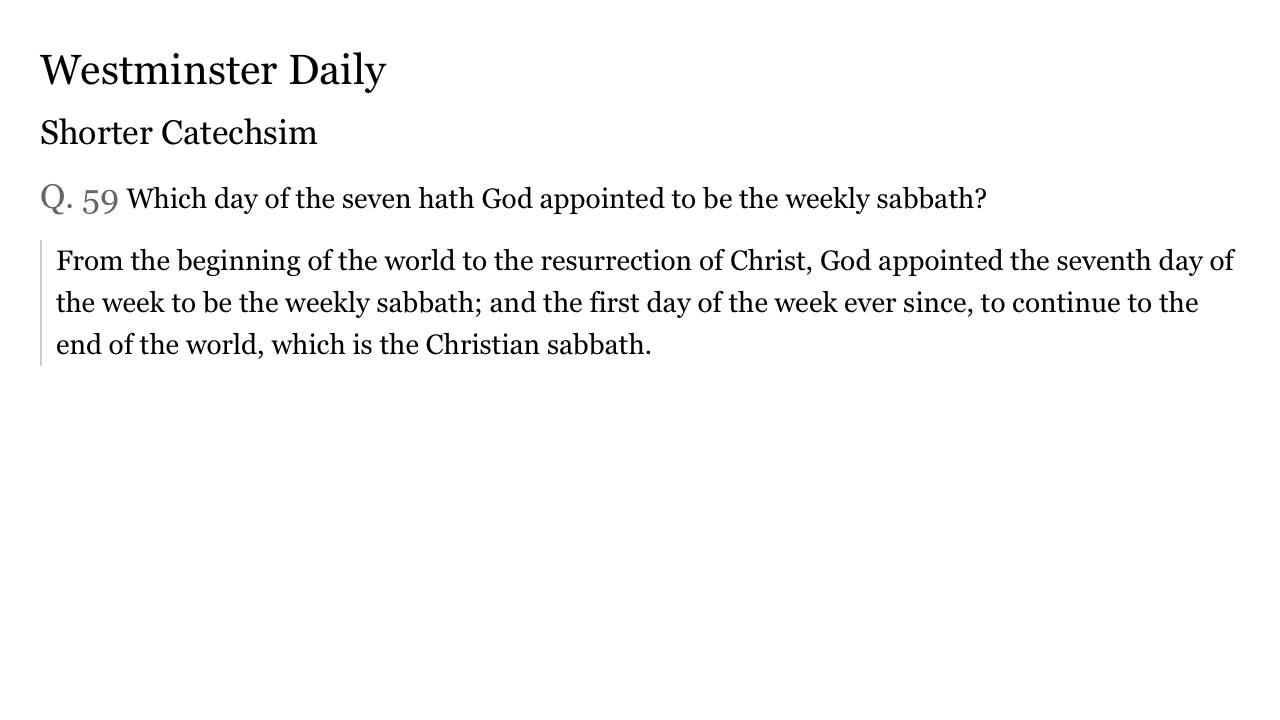 Westminster Daily
Shorter Catechsim
Q. 59 Which day of the seven hath God appointed to be the weekly sabbath?
From the beginning of the world to the resurrection of Christ, God appointed the seventh day of
the week to be the weekly sabbath; and the first day of the week ever since, to continue to the
end of the world, which is the Christian sabbath.